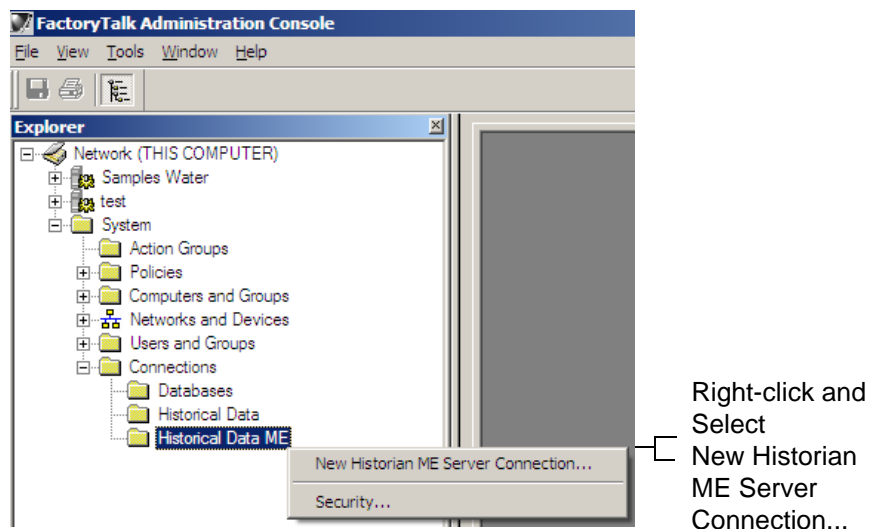 FactoryTalk Administration Console
File View Tools Window Help
Explorer
Network (THIS COMPUTER)
Samples Water
test
System
Action Groups
Policies
Computers and Groups
Networks and Devices
Users and Groups
Connections
Databases
Historical Data
Historical Data ME
New Historian ME Server Connection...
Security...
Right-click and
Select
New Historian
ME Server
Connection...